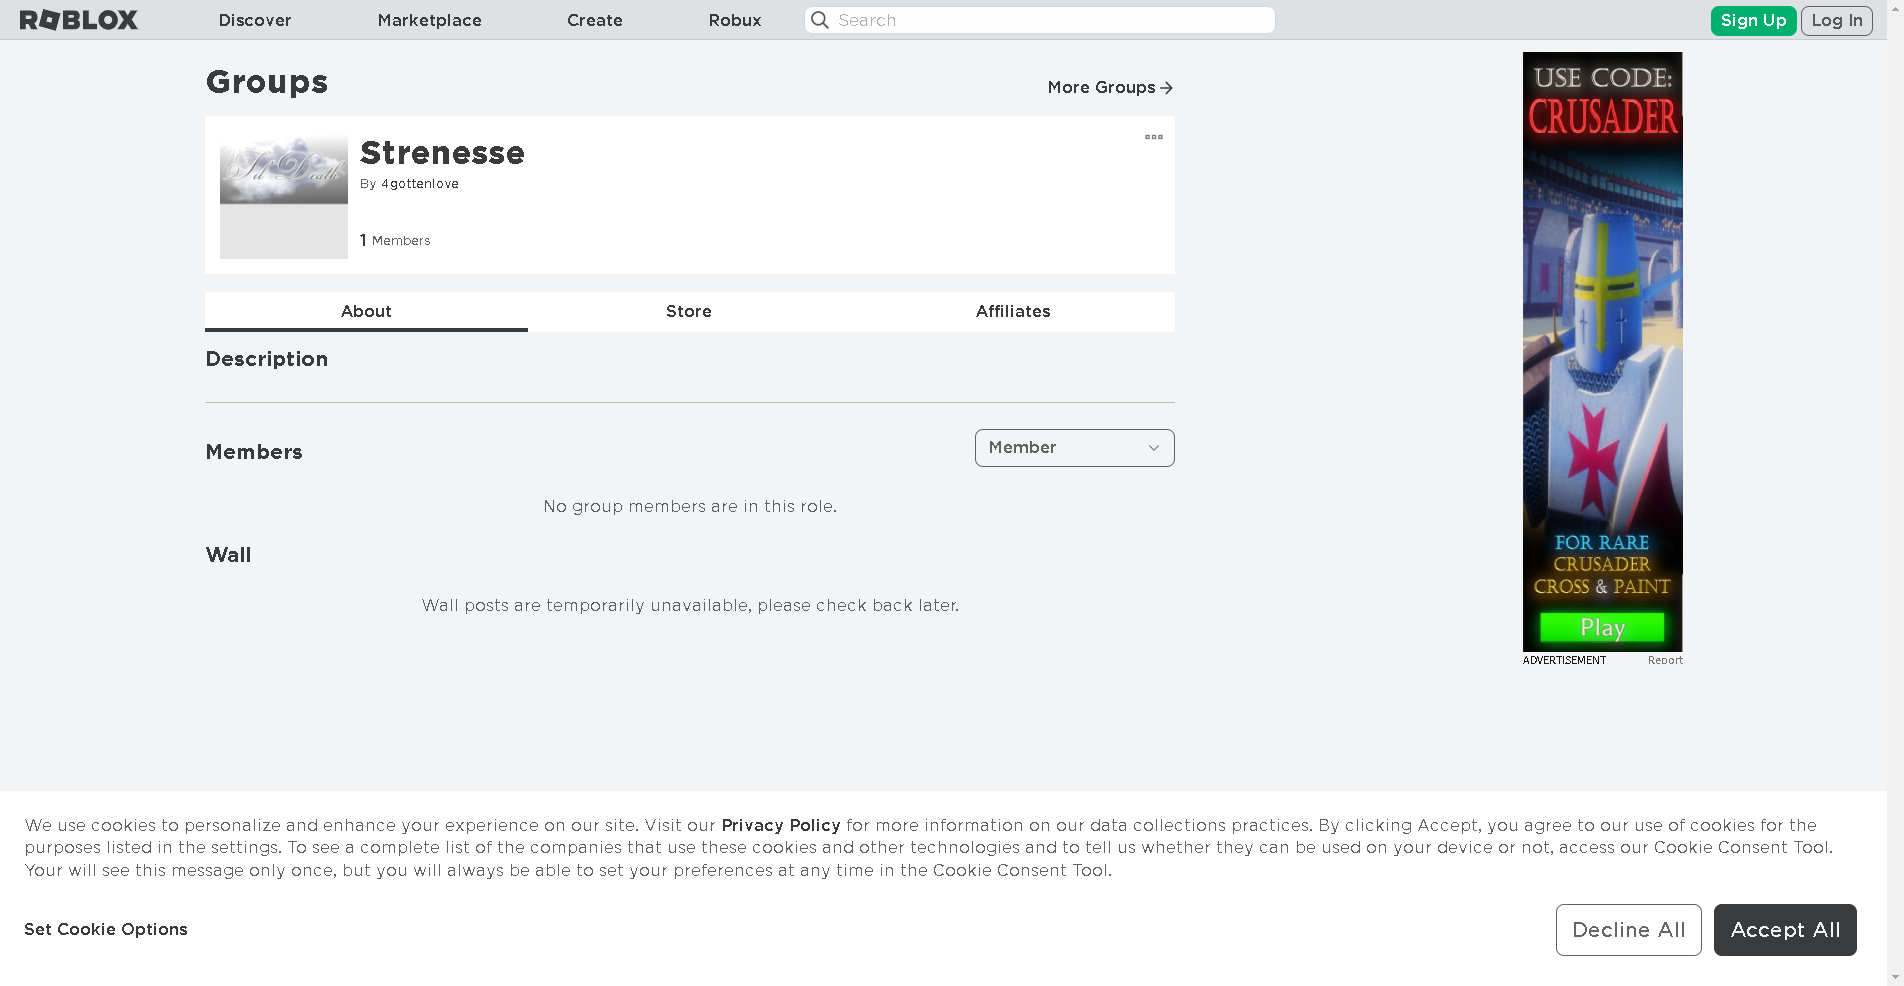 ROBLOX
Discover
Marketplace
Create
Robux
Search
Sign Up
Log In
Groups
More Groups
Til Death
Strenesse
By 4gottenlove
1 Members
About
Store
Affiliates
Description
Members
Member
No group members are in this role.
Wall
Wall posts are temporarily unavailable, please check back later.
USE CODE:
CRUSADER
FOR RARE
CRUSADER
CROSS & PAINT
Play
ADVERTISEMENT
Report
We use cookies to personalize and enhance your experience on our site. Visit our Privacy Policy for more information on our data collections practices. By clicking Accept, you agree to our use of cookies for the
purposes listed in the settings. To see a complete list of the companies that use these cookies and other technologies and to tell us whether they can be used on your device or not, access our Cookie Consent Tool.
Your will see this message only once, but you will always be able to set your preferences at any time in the Cookie Consent Tool.
Set Cookie Options
Decline All
Accept All